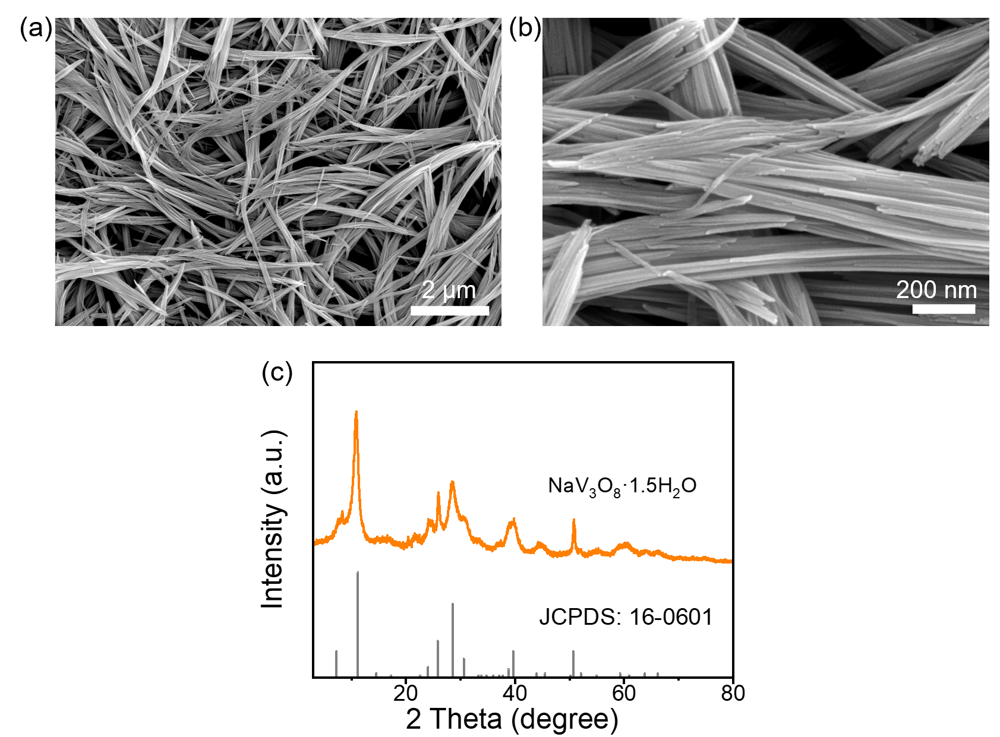 (a)
(b)
2 μm
200 nm
(c)
Intensity (a.u.)
NaV₃O₈·1.5H₂O
JCPDS: 16-0601
20 40 60 80
2 Theta (degree)